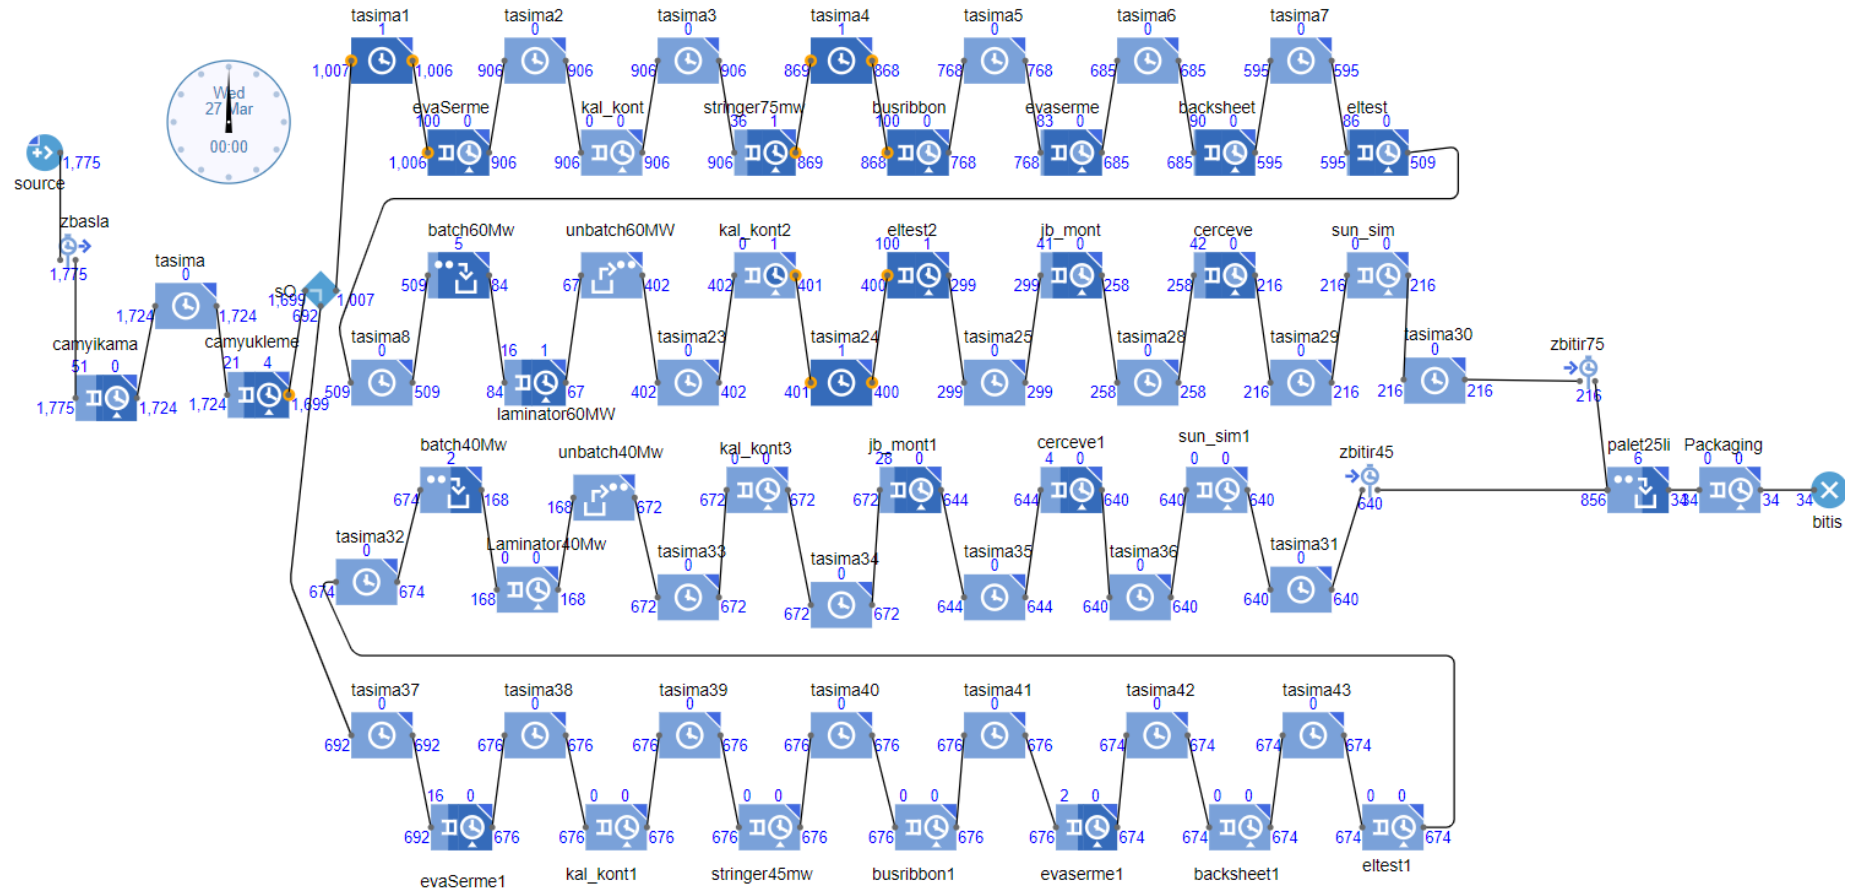 tasima1 tasima2 tasima3 tasima4 tasima5 tasima6 tasima7
1 0 0 1 0 0 0
1,007 1,006 906 906 906 906 869 868 768 768 685 685 595 595
Wed
27 Mar
00:00
evaSerme kal_kont stringer75mw busribbon evaserme backsheet eltest
100 0 0 0 36 1 100 0 83 0 90 0 86 0
1,006 906 906 906 906 869 868 768 768 685 685 595 595 509
1,775
source
zbasla
1,775
batch60Mw unbatch60MW kal_kont2 eltest2 jb_mont cerceve sun_sim
5 0 1 100 1 41 0 42 0 0 0
509 84 67 402 402 401 400 299 299 258 258 216 216 216
tasima
0
sQ
1,699 1,007
692
1,724 1,724
tasima8 tasima23 tasima24 tasima25 tasima28 tasima29 tasima30
0 0 1 0 0 0 0
16 1
509 509 84 67 402 402 401 400 299 299 258 258 216 216 216 216
laminator60MW
camyikama camyukleme
51 0 21 4
1,775 1,724 1,724 1,699
zbitir75
216
batch40Mw unbatch40Mw kal_kont3 jb_mont1 cerceve1 sun_sim1 zbitir45 palet25li Packaging
2 0 0 28 0 4 0 0 0 6 0 0
674 168 168 672 672 672 672 644 644 640 640 640 640 856 34 34 34 34
bitis
tasima32 Laminator40Mw tasima33 tasima34 tasima35 tasima36 tasima31
0 0 0 0 0 0 0 0
674 674 168 168 672 672 672 672 644 644 640 640 640 640
tasima37 tasima38 tasima39 tasima40 tasima41 tasima42 tasima43
0 0 0 0 0 0 0
692 692 676 676 676 676 676 676 676 676 674 674 674 674
16 0 0 0 0 0 0 0 2 0 0 0 0 0
692 676 676 676 676 676 676 676 676 674 674 674 674 674
evaSerme1 kal_kont1 stringer45mw busribbon1 evaserme1 backsheet1 eltest1